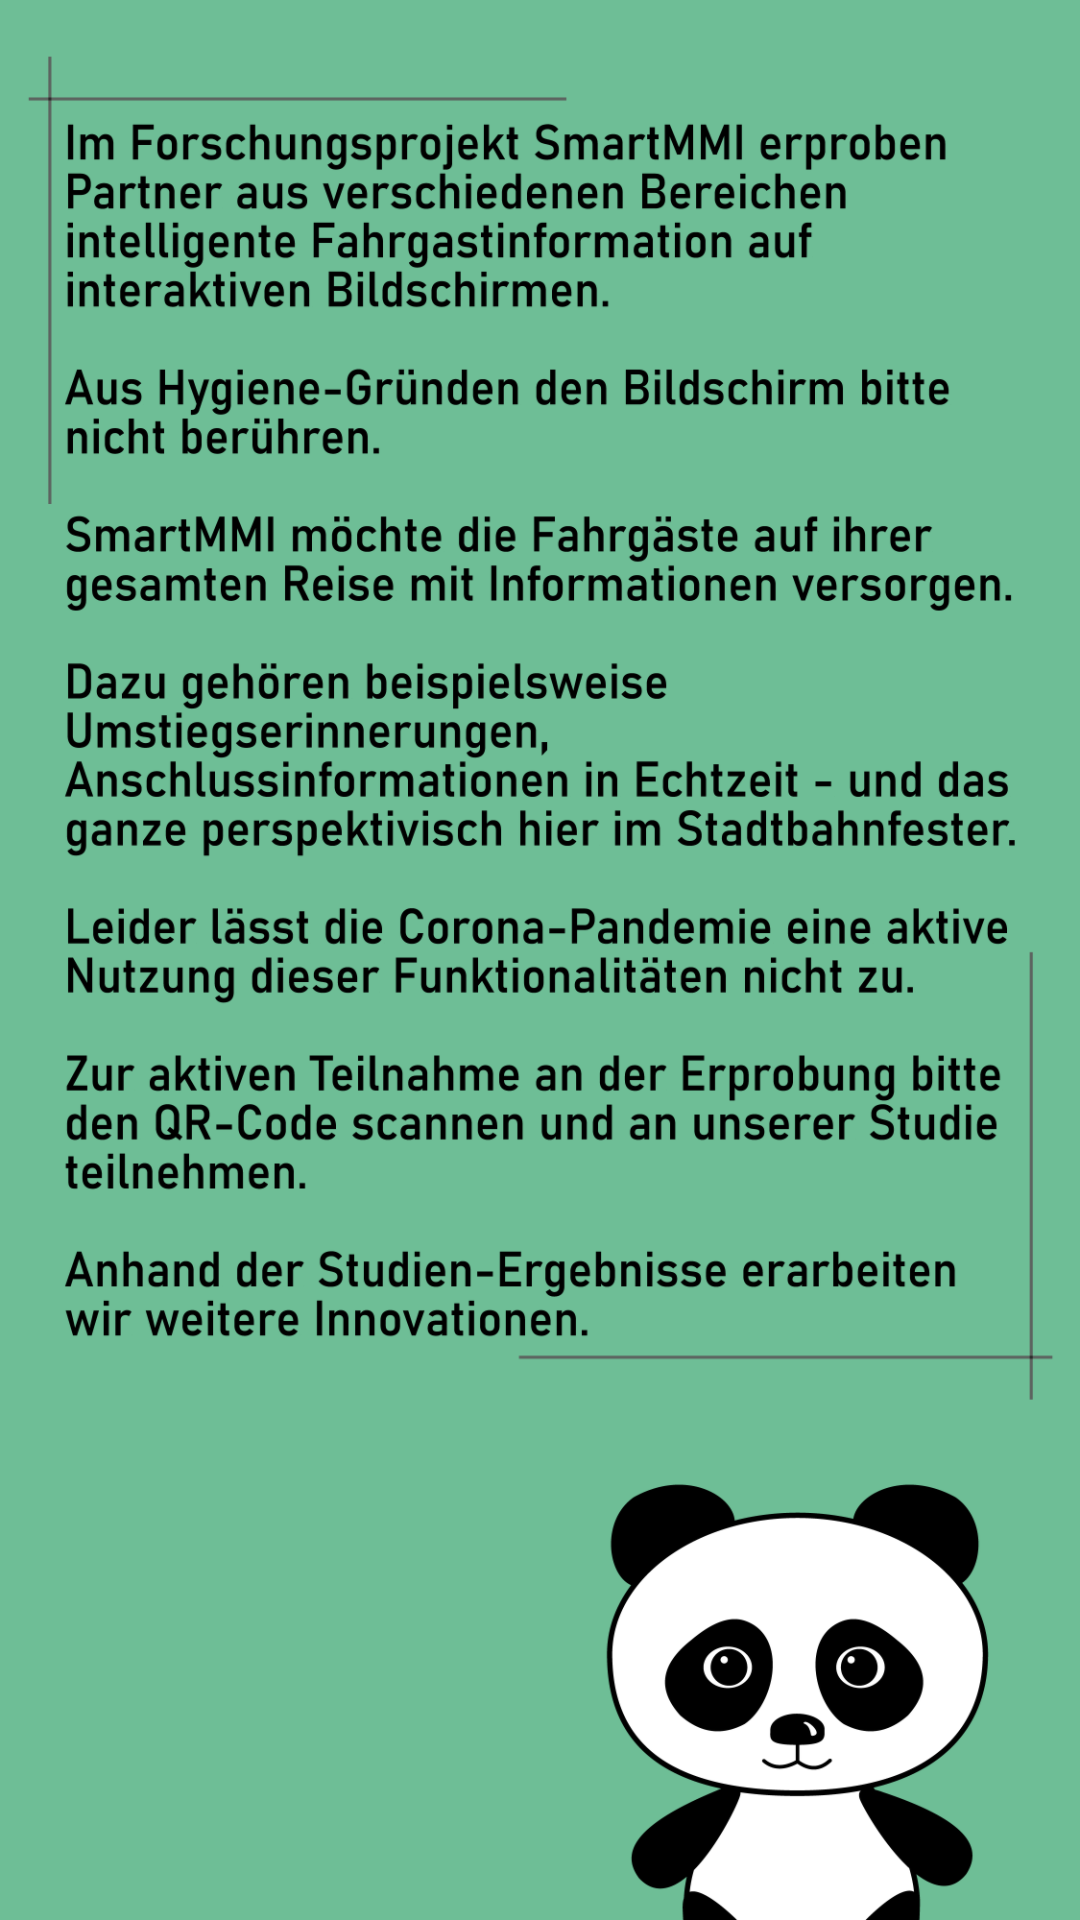 Im Forschungsprojekt SmartMMI erproben
Partner aus verschiedenen Bereichen
intelligente Fahrgastinformation auf
interaktiven Bildschirmen.
Aus Hygiene-Gründen den Bildschirm bitte
nicht berühren.
SmartMMI möchte die Fahrgäste auf ihrer
gesamten Reise mit Informationen versorgen.
Dazu gehören beispielsweise
Umstiegserinnerungen,
Anschlussinformationen in Echtzeit - und das
ganze perspektivisch hier im Stadtbahnfester.
Leider lässt die Corona-Pandemie eine aktive
Nutzung dieser Funktionalitäten nicht zu.
Zur aktiven Teilnahme an der Erprobung bitte
den QR-Code scannen und an unserer Studie
teilnehmen.
Anhand der Studien-Ergebnisse erarbeiten
wir weitere Innovationen.